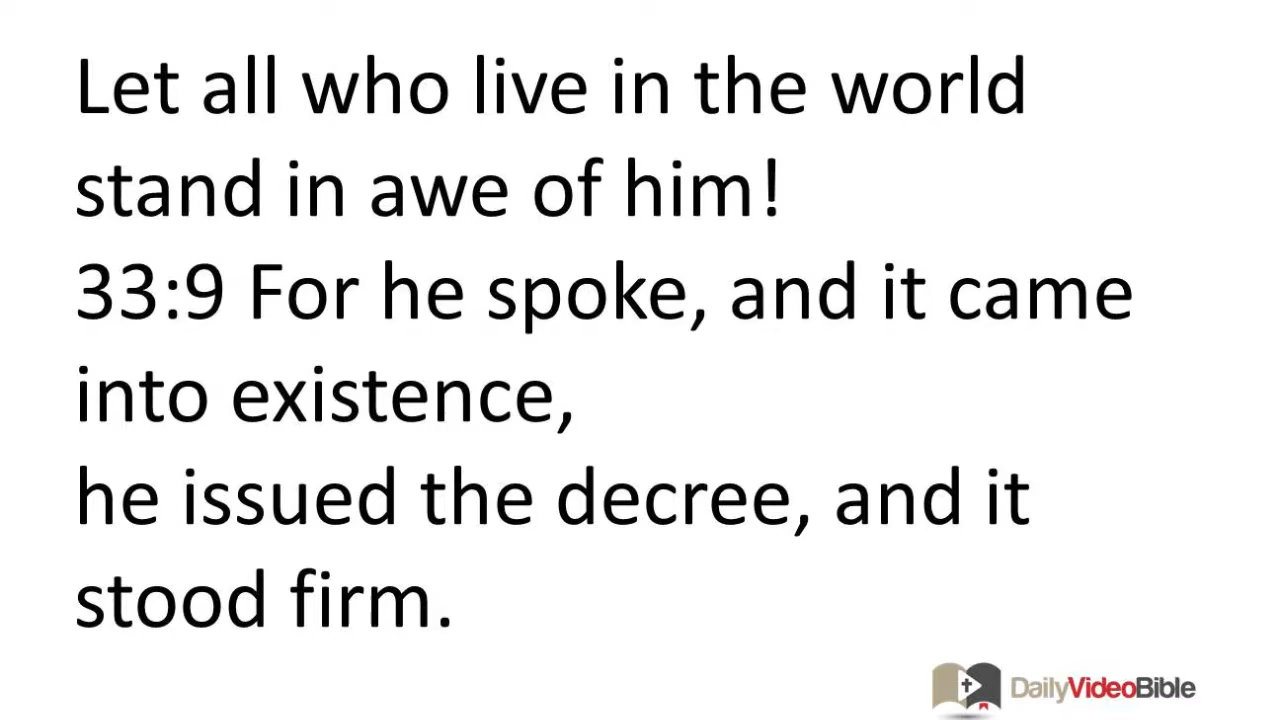 Let all who live in the world
stand in awe of him!
33:9 For he spoke, and it came
into existence,
he issued the decree, and it
stood firm.
DailyVideoBible